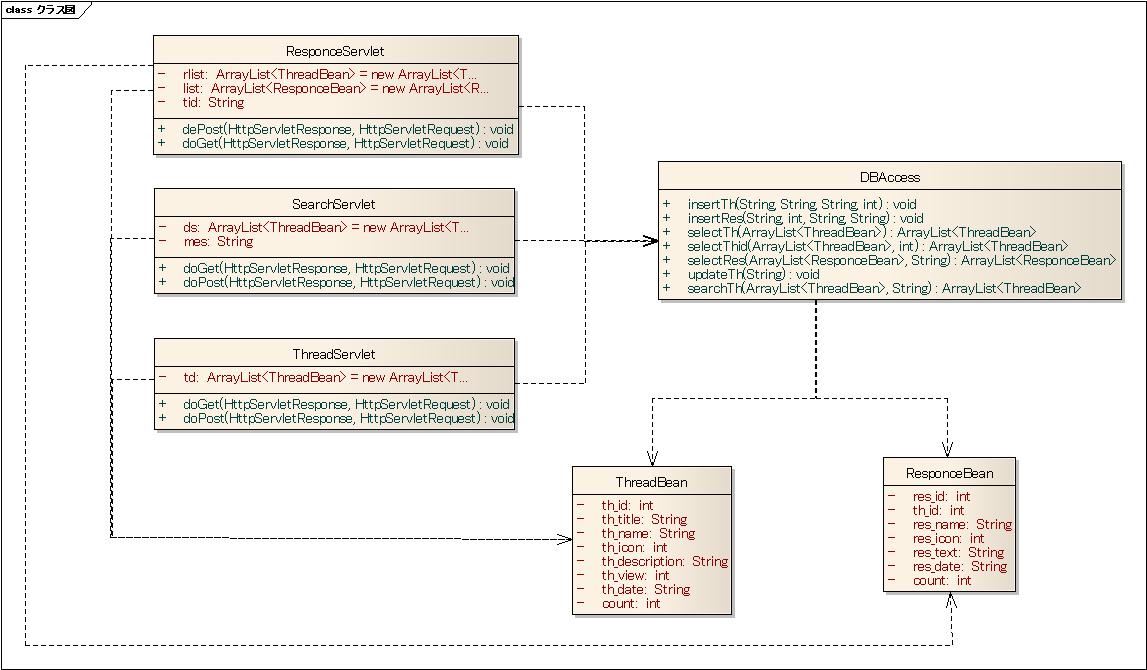 class クラス図
ResponceServlet
- rlist: ArrayList<ThreadBean> = new ArrayList<T...
- list: ArrayList<ResponceBean> = new ArrayList<R...
- tid: String
+ dePost(HttpServletResponse, HttpServletRequest) : void
+ doGet(HttpServletResponse, HttpServletRequest) : void
SearchServlet
- ds: ArrayList<ThreadBean> = new ArrayList<T...
- mes: String
+ doGet(HttpServletResponse, HttpServletRequest) : void
+ doPost(HttpServletResponse, HttpServletRequest) : void
ThreadServlet
- td: ArrayList<ThreadBean> = new ArrayList<T...
+ doGet(HttpServletResponse, HttpServletRequest) : void
+ doPost(HttpServletResponse, HttpServletRequest) : void
DBAccess
+ insertTh(String, String, String, int) : void
+ insertRes(String, int, String, String) : void
+ selectTh(ArrayList<ThreadBean>) : ArrayList<ThreadBean>
+ selectThid(ArrayList<ThreadBean>, int) : ArrayList<ThreadBean>
+ selectRes(ArrayList<ResponceBean>, String) : ArrayList<ResponceBean>
+ updateTh(String) : void
+ searchTh(ArrayList<ThreadBean>, String) : ArrayList<ThreadBean>
ThreadBean
- th_id: int
- th_title: String
- th_name: String
- th_icon: int
- th_description: String
- th_view: int
- th_date: String
- count: int
ResponceBean
- res_id: int
- th_id: int
- res_name: String
- res_icon: int
- res_text: String
- res_date: String
- count: int